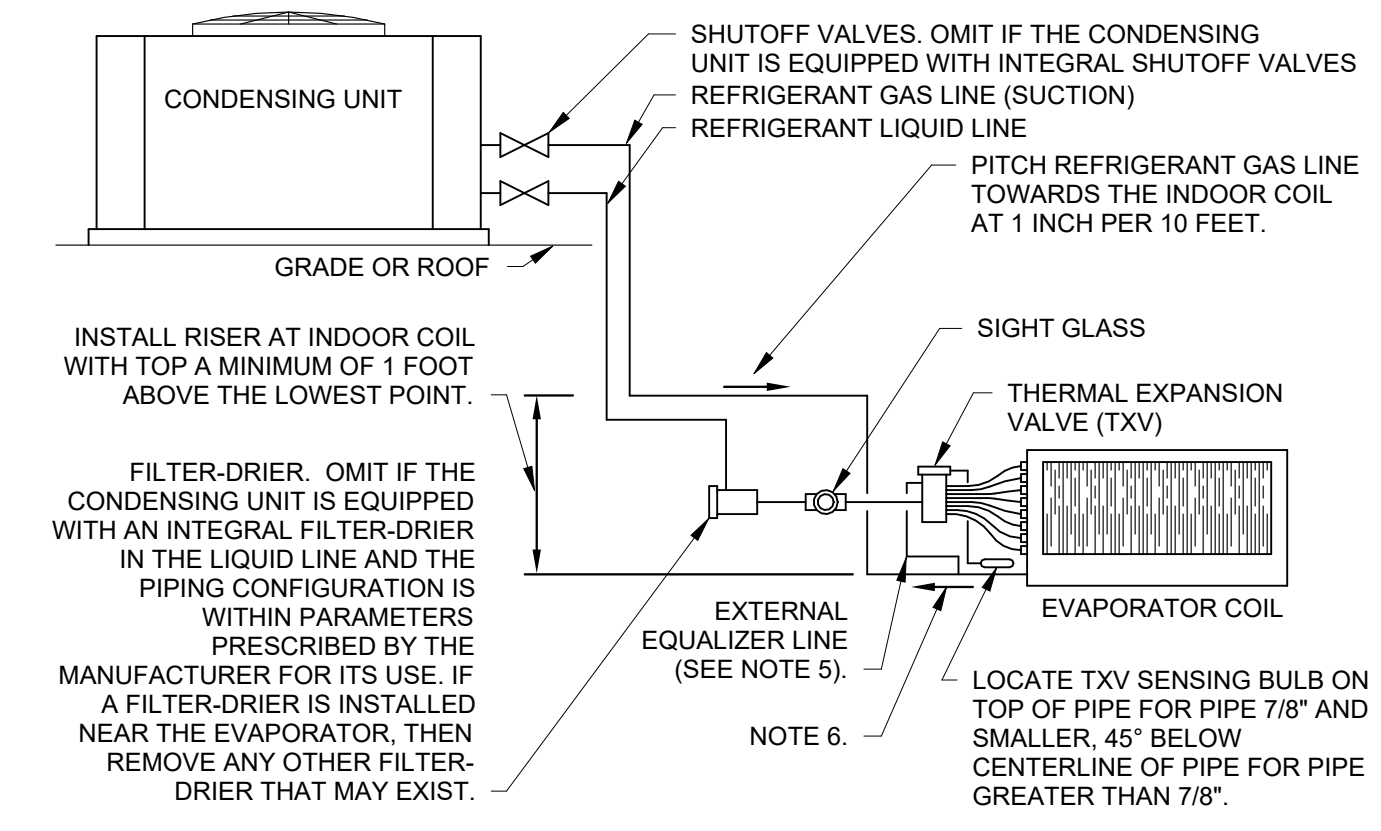 CONDENSING UNIT
SHUTOFF VALVES. OMIT IF THE CONDENSING
UNIT IS EQUIPPED WITH INTEGRAL SHUTOFF VALVES
REFRIGERANT GAS LINE (SUCTION)
REFRIGERANT LIQUID LINE
PITCH REFRIGERANT GAS LINE
TOWARDS THE INDOOR COIL
AT 1 INCH PER 10 FEET.
GRADE OR ROOF
INSTALL RISER AT INDOOR COIL
WITH TOP A MINIMUM OF 1 FOOT
ABOVE THE LOWEST POINT.
SIGHT GLASS
THERMAL EXPANSION
VALVE (TXV)
FILTER-DRIER. OMIT IF THE
CONDENSING UNIT IS EQUIPPED
WITH AN INTEGRAL FILTER-DRIER
IN THE LIQUID LINE AND THE
PIPING CONFIGURATION IS
WITHIN PARAMETERS
PRESCRIBED BY THE
MANUFACTURER FOR ITS USE. IF
A FILTER-DRIER IS INSTALLED
NEAR THE EVAPORATOR, THEN
REMOVE ANY OTHER FILTER-
DRIER THAT MAY EXIST.
EXTERNAL
EQUALIZER LINE
(SEE NOTE 5).
NOTE 6.
EVAPORATOR COIL
LOCATE TXV SENSING BULB ON
TOP OF PIPE FOR PIPE 7/8" AND
SMALLER, 45° BELOW
CENTERLINE OF PIPE FOR PIPE
GREATER THAN 7/8".